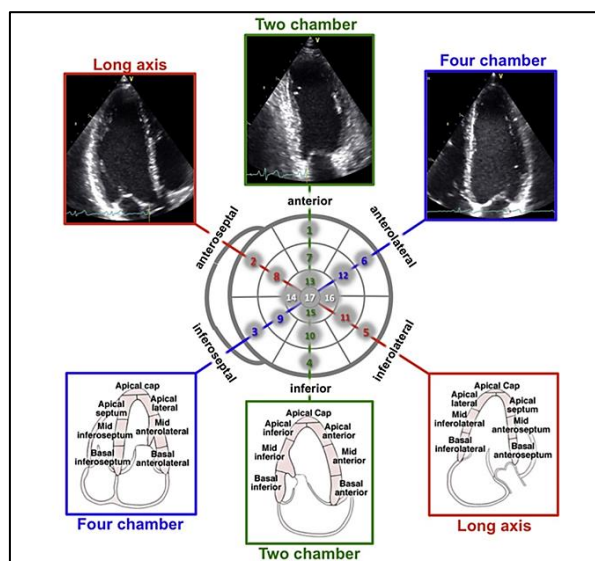 Two chamber
Long axis
Four chamber
V
V
V
anterior
anteroseptal
anterolateral
1
2
6
7
8
12
13
14
17
16
15
3
9
11
5
10
4
inferoseptal
inferolateral
inferior
Apical cap
Apical
septum
Apical
lateral
Mid
inferoseptum
Mid
anterolateral
Basal
inferoseptum
Basal
anterolateral
Four chamber
Apical Cap
Apical
inferior
Apical
anterior
Mid
inferior
Mid
anterior
Basal
inferior
Basal
anterior
Two chamber
Apical Cap
Apical
lateral
Apical
septum
Mid
inferolateral
Mid
anteroseptum
Basal
inferolateral
Basal
anteroseptum
Long axis